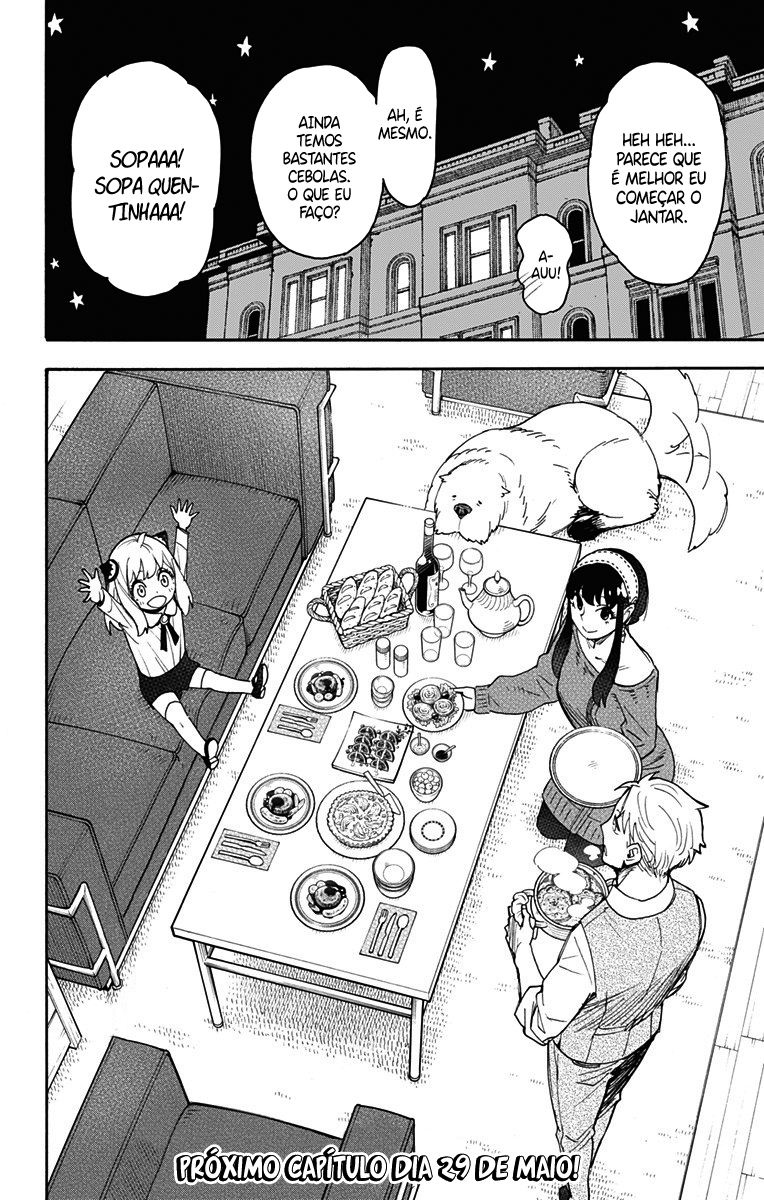 HEH HEH...
PARECE QUE
É MELHOR EU
COMEÇAR O
JANTAR.
A-
AUU!
AH, É
MESMO.
AINDA
TEMOS
BASTANTES
CEBOLAS.
O QUE EU
FAÇO?
SOPAAA!
SOPA QUEN-
TINHAAA!
PRÓXIMO CAPÍTULO DIA 29 DE MAIO!